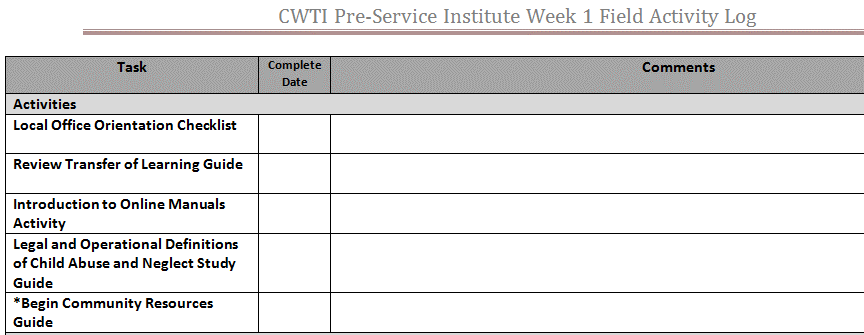 CWTI Pre-Service Institute Week 1 Field Activity Log
Task
Complete
Date
Comments
Activities
Local Office Orientation Checklist
Review Transfer of Learning Guide
Introduction to Online Manuals
Activity
Legal and Operational Definitions
of Child Abuse and Neglect Study
Guide
*Begin Community Resources
Guide